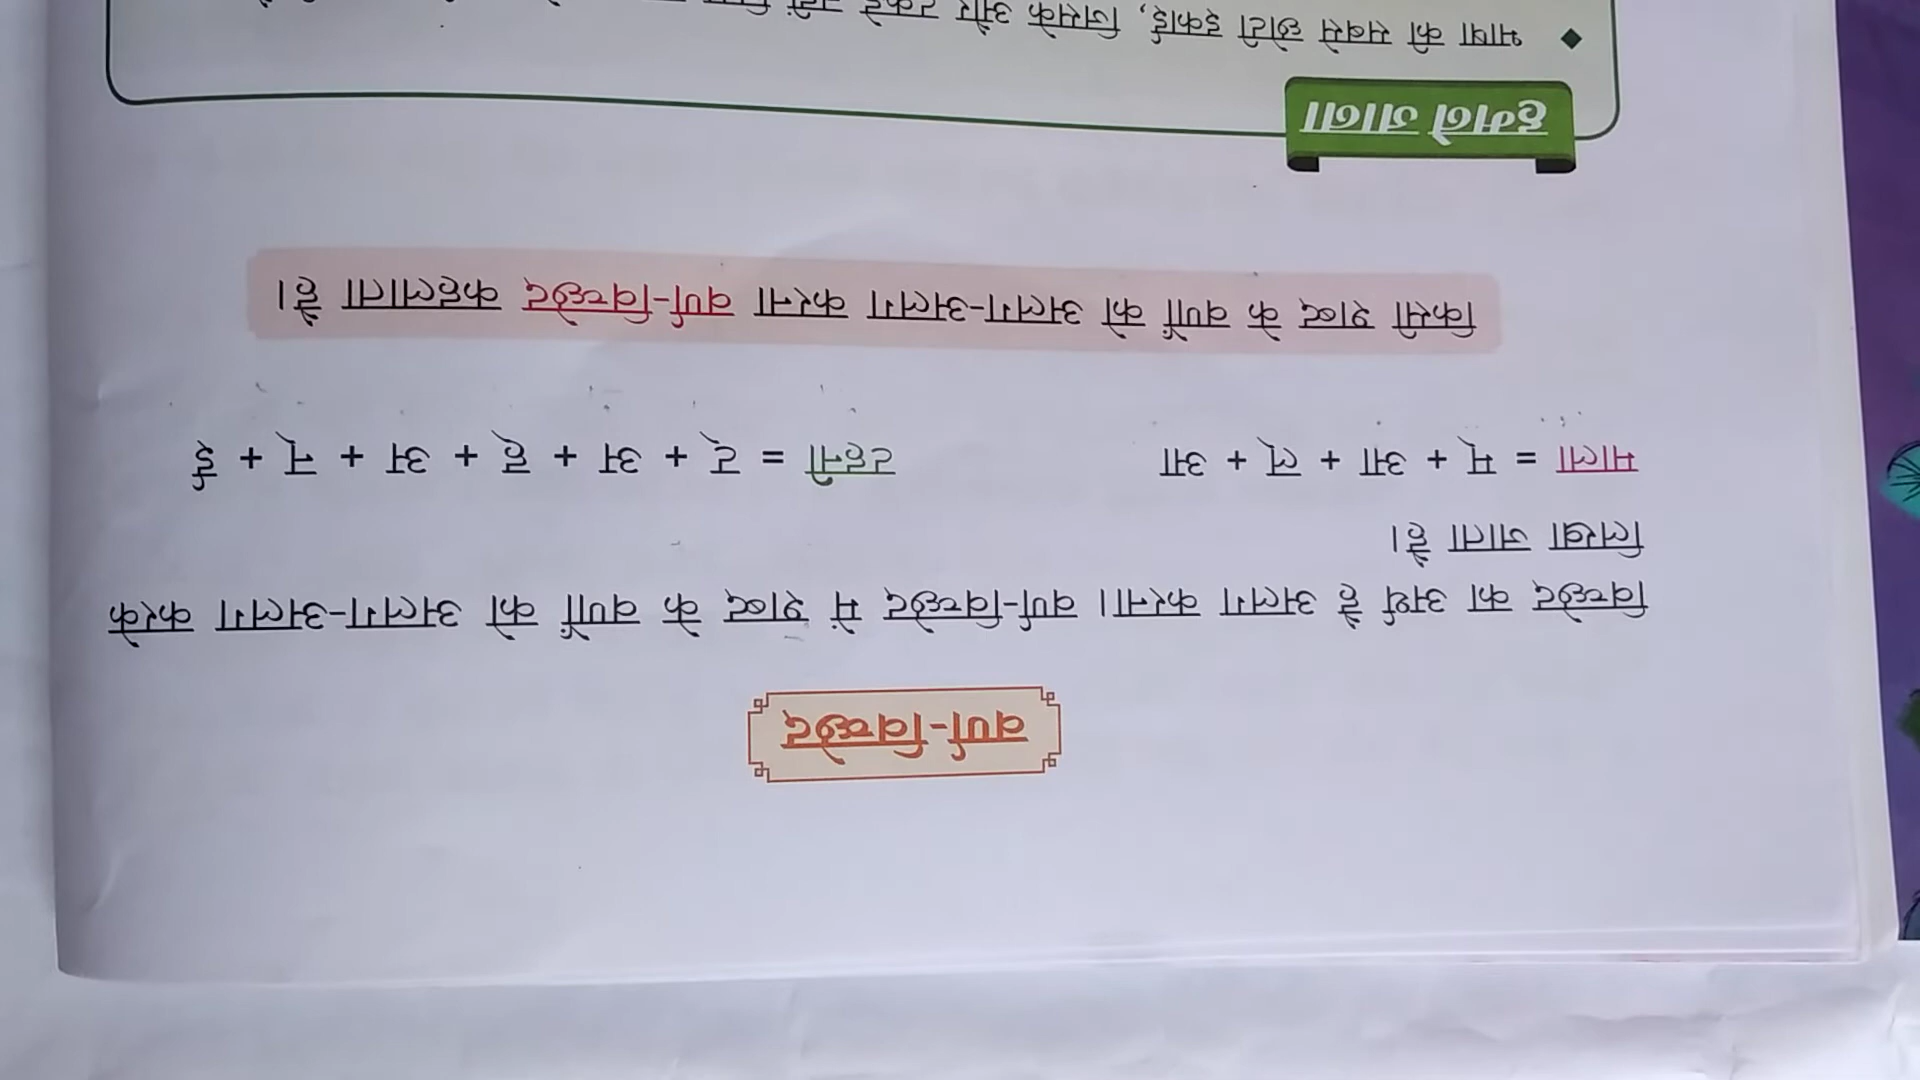 वर्ण-विच्छेद
विच्छेद का अर्थ है अलग करना। वर्ण-विच्छेद में शब्द के वर्णों को अलग-अलग करके
लिखा जाता है।
माला = म् + आ + ल् + आ टहनी = ट् + अ + ह् + अ + न् + ई
किसी शब्द के वर्णों को अलग-अलग करना वर्ण-विच्छेद कहलाता है।
हमने जाना
◆ भाषा की सबसे छोटी इकाई, जिसके और टुकड़े नहीं